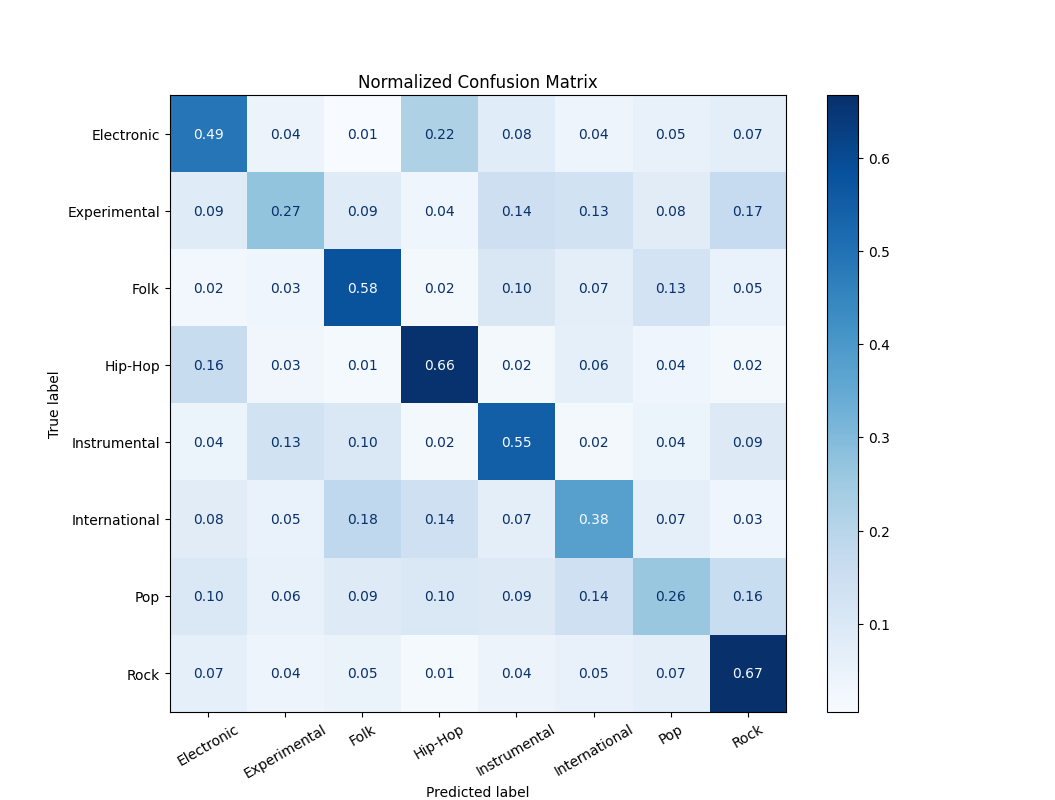 Normalized Confusion Matrix
True label
Electronic 0.49 0.04 0.01 0.22 0.08 0.04 0.05 0.07
Experimental 0.09 0.27 0.09 0.04 0.14 0.13 0.08 0.17
Folk 0.02 0.03 0.58 0.02 0.10 0.07 0.13 0.05
Hip-Hop 0.16 0.03 0.01 0.66 0.02 0.06 0.04 0.02
Instrumental 0.04 0.13 0.10 0.02 0.55 0.02 0.04 0.09
International 0.08 0.05 0.18 0.14 0.07 0.38 0.07 0.03
Pop 0.10 0.06 0.09 0.10 0.09 0.14 0.26 0.16
Rock 0.07 0.04 0.05 0.01 0.04 0.05 0.07 0.67
Electronic Experimental Folk Hip-Hop Instrumental International Pop Rock
Predicted label
0.6
0.5
0.4
0.3
0.2
0.1